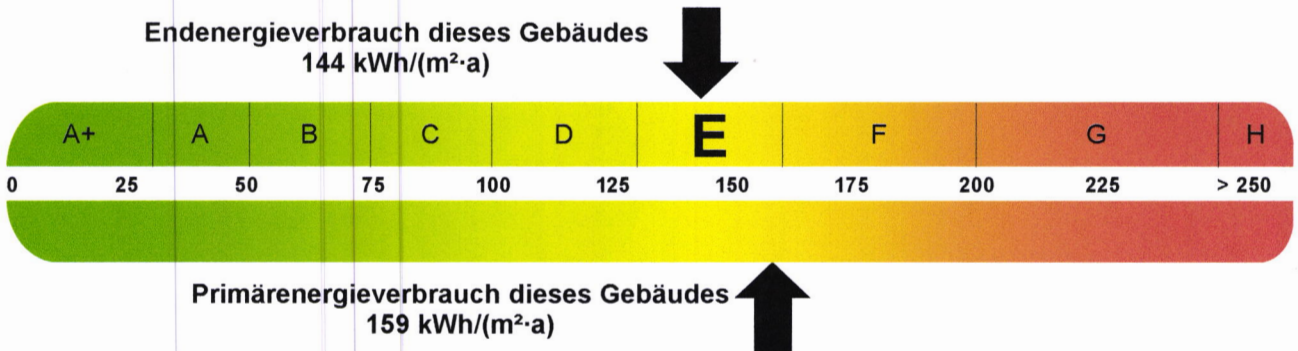 Endenergieverbrauch dieses Gebäudes
144 kWh/(m²·a)
A+ A B C D E F G H
0 25 50 75 100 125 150 175 200 225 > 250
Primärenergieverbrauch dieses Gebäudes
159 kWh/(m²·a)